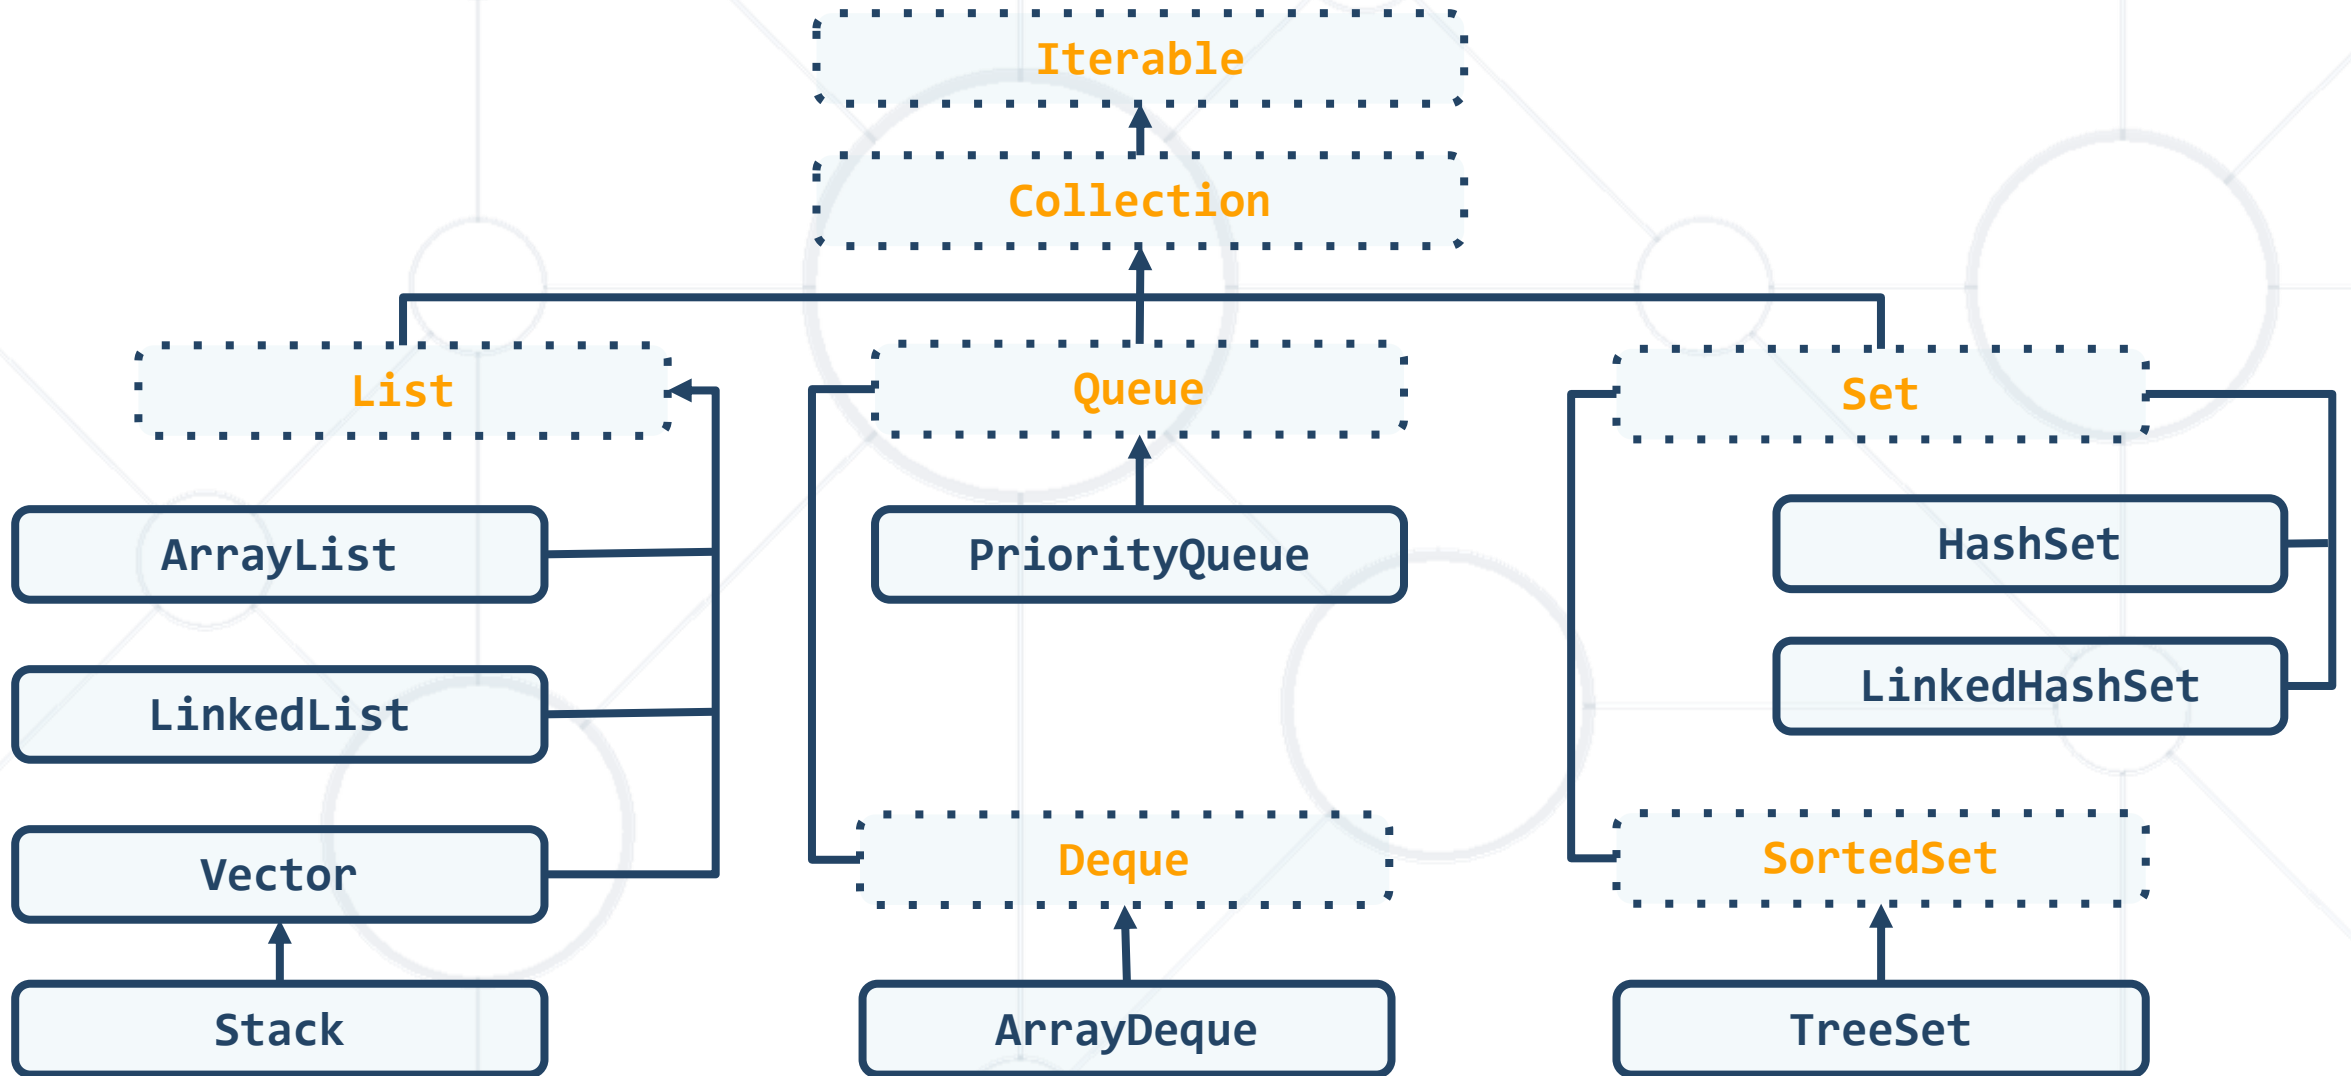 Iterable
Collection
List
Queue
Set
ArrayList
PriorityQueue
HashSet
LinkedList
LinkedHashSet
Vector
Deque
SortedSet
Stack
ArrayDeque
TreeSet